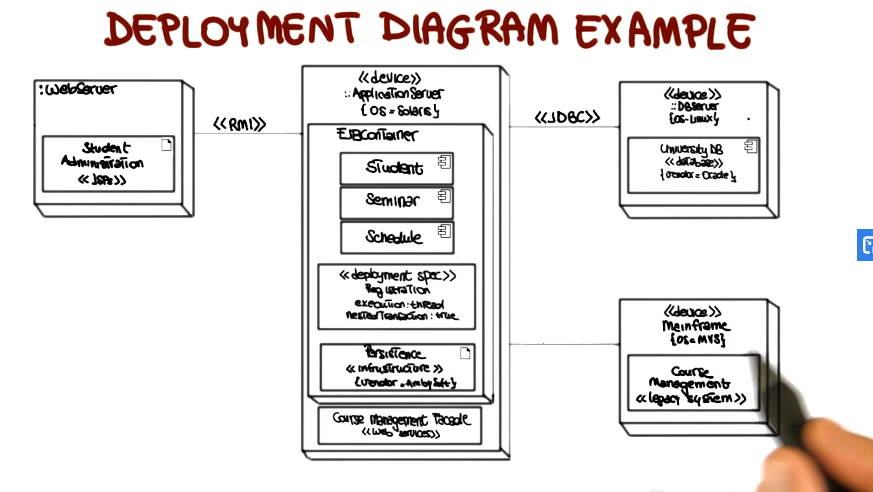 DEPLOYMENT DIAGRAM EXAMPLE
:WebServer
Student
Administration
<<JSPs>>
<<RMI>>
<<device>>
::ApplicationServer
{OS = Solaris}
EJBContainer
Student
Seminar
Schedule
<<deployment spec>>
Registration
execution: thread
nestedTransaction: true
Persistence
<<infrastructure>>
{vendor = AmbySoft}
Course Management Facade
<<web services>>
<<JDBC>>
<<device>>
::DBServer
{OS=Linux}
University DB
<<database>>
{vendor = Oracle}
<<device>>
Mainframe
{OS=MVS}
Course
Management
<<legacy system>>